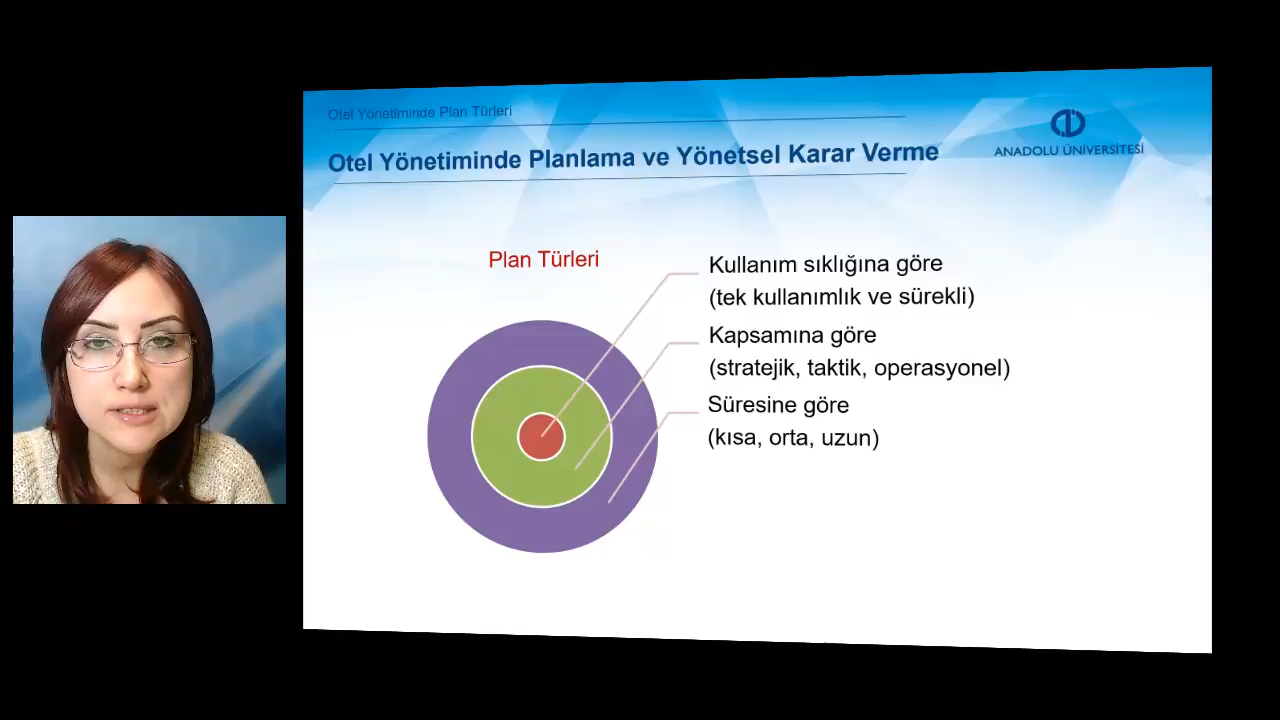 Otel Yönetiminde Plan Türleri
Otel Yönetiminde Planlama ve Yönetsel Karar Verme
ANADOLU ÜNİVERSİTESİ
Plan Türleri
Kullanım sıklığına göre
(tek kullanımlık ve sürekli)
Kapsamına göre
(stratejik, taktik, operasyonel)
Süresine göre
(kısa, orta, uzun)